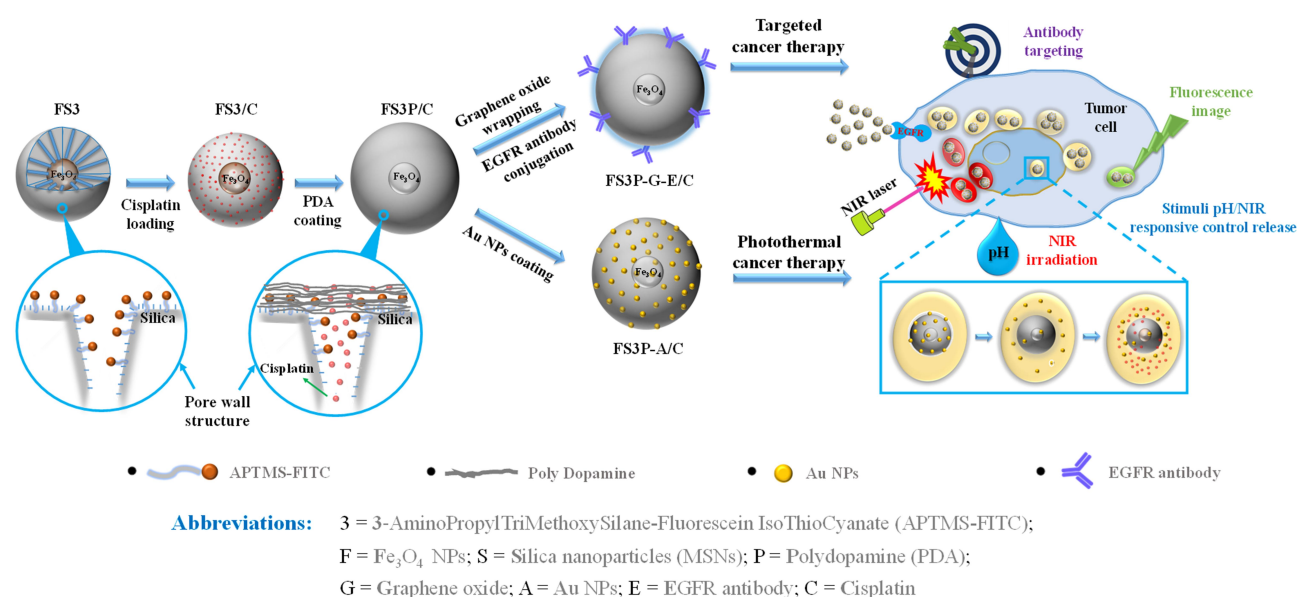 FS3
Fe3O4
Cisplatin
loading
FS3/C
Fe3O4
PDA
coating
FS3P/C
Fe3O4
Graphene oxide
wrapping
EGFR antibody
conjugation
Au NPs coating
Fe3O4
FS3P-G-E/C
Fe3O4
FS3P-A/C
Targeted
cancer therapy
Photothermal
cancer therapy
Antibody
targeting
Tumor
cell
Fluorescence
image
EGFR
NIR laser
pH
NIR
irradiation
Stimuli pH/NIR
responsive control release
Silica
Pore wall
structure
Silica
Cisplatin
• APTMS-FITC
• Poly Dopamine
• Au NPs
• EGFR antibody
Abbreviations: 3 = 3-AminoPropylTriMethoxySilane-Fluorescein IsoThioCyanate (APTMS-FITC);
F = Fe3O4 NPs; S = Silica nanoparticles (MSNs); P = Polydopamine (PDA);
G = Graphene oxide; A = Au NPs; E = EGFR antibody; C = Cisplatin